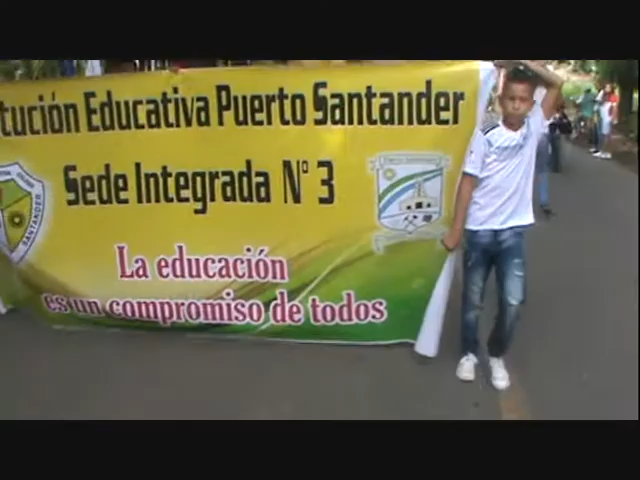 tución Educativa Puerto Santander
Sede Integrada N° 3
La educación
es un compromiso de todos